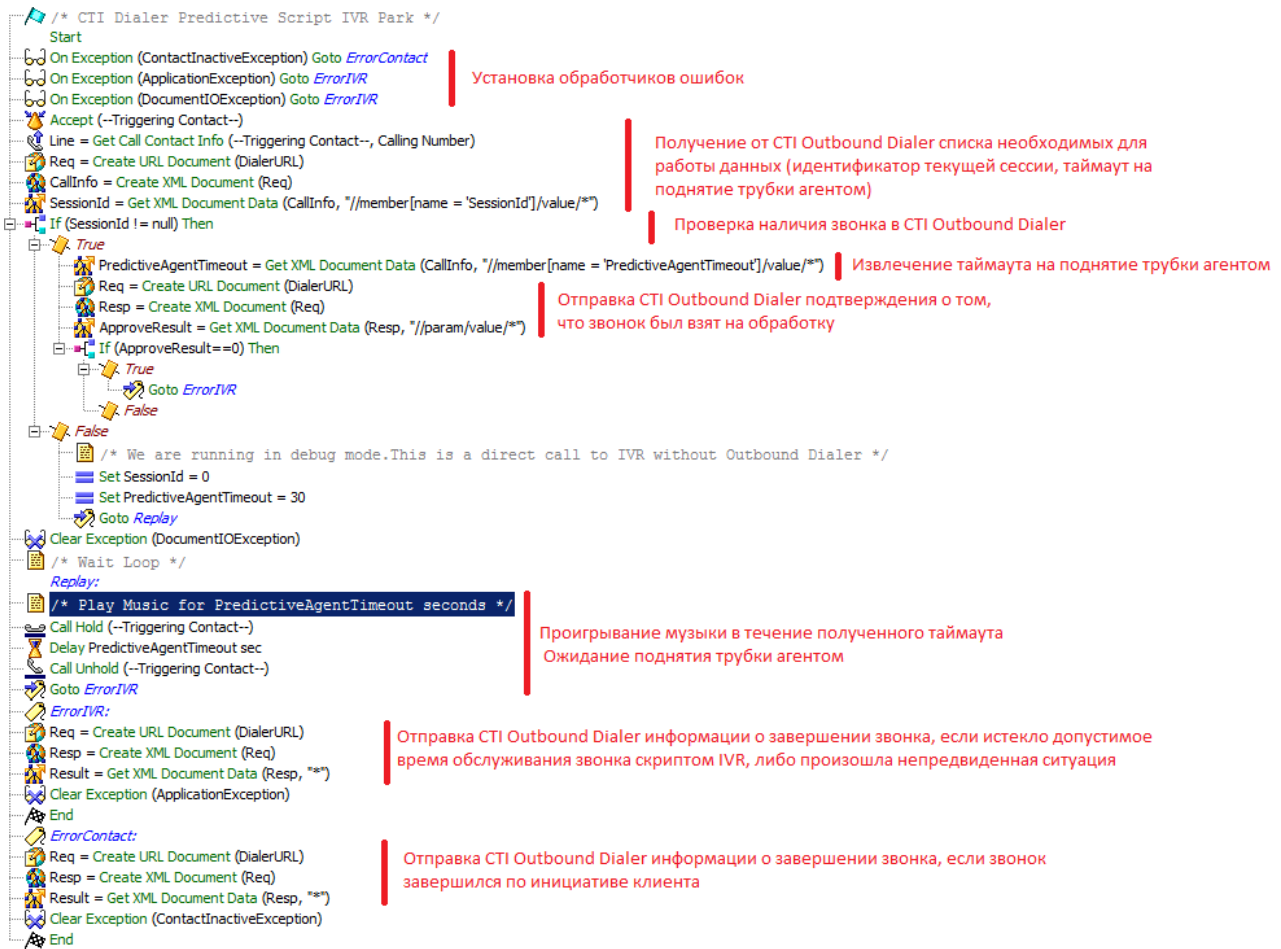 /* CTI Dialer Predictive Script IVR Park */
Start
On Exception (ContactInactiveException) Goto ErrorContact
On Exception (ApplicationException) Goto ErrorIVR
Установка обработчиков ошибок
On Exception (DocumentIOException) Goto ErrorIVR
Accept (--Triggering Contact--)
Line = Get Call Contact Info (--Triggering Contact--, Calling Number)
Req = Create URL Document (DialerURL)
CallInfo = Create XML Document (Req)
SessionId = Get XML Document Data (CallInfo, "//member[name = 'SessionId']/value/*")
Получение от CTI Outbound Dialer списка необходимых для
работы данных (идентификатор текущей сессии, таймаут на
поднятие трубки агентом)
If (SessionId != null) Then
Проверка наличия звонка в CTI Outbound Dialer
True
PredictiveAgentTimeout = Get XML Document Data (CallInfo, "//member[name = 'PredictiveAgentTimeout']/value/*")
Извлечение таймаута на поднятие трубки агентом
Req = Create URL Document (DialerURL)
Resp = Create XML Document (Req)
ApproveResult = Get XML Document Data (Resp, "//param/value/*")
Отправка CTI Outbound Dialer подтверждения о том,
что звонок был взят на обработку
If (ApproveResult==0) Then
True
Goto ErrorIVR
False
False
/* We are running in debug mode.This is a direct call to IVR without Outbound Dialer */
Set SessionId = 0
Set PredictiveAgentTimeout = 30
Goto Replay
Clear Exception (DocumentIOException)
/* Wait Loop */
Replay:
/* Play Music for PredictiveAgentTimeout seconds */
Call Hold (--Triggering Contact--)
Delay PredictiveAgentTimeout sec
Call Unhold (--Triggering Contact--)
Goto ErrorIVR
Проигрывание музыки в течение полученного таймаута
Ожидание поднятия трубки агентом
ErrorIVR:
Req = Create URL Document (DialerURL)
Resp = Create XML Document (Req)
Result = Get XML Document Data (Resp, "*")
Отправка CTI Outbound Dialer информации о завершении звонка, если истекло допустимое
время обслуживания звонка скриптом IVR, либо произошла непредвиденная ситуация
Clear Exception (ApplicationException)
End
ErrorContact:
Req = Create URL Document (DialerURL)
Resp = Create XML Document (Req)
Result = Get XML Document Data (Resp, "*")
Отправка CTI Outbound Dialer информации о завершении звонка, если звонок
завершился по инициативе клиента
Clear Exception (ContactInactiveException)
End